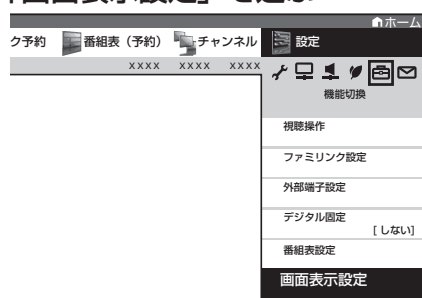 「画面表示設定」を選ぶ
ホーム
ク予約 番組表（予約） チャンネル 設定
xxxx xxxx xxxx
機能切換
視聴操作
ファミリンク設定
外部端子設定
デジタル固定
[しない]
番組表設定
画面表示設定